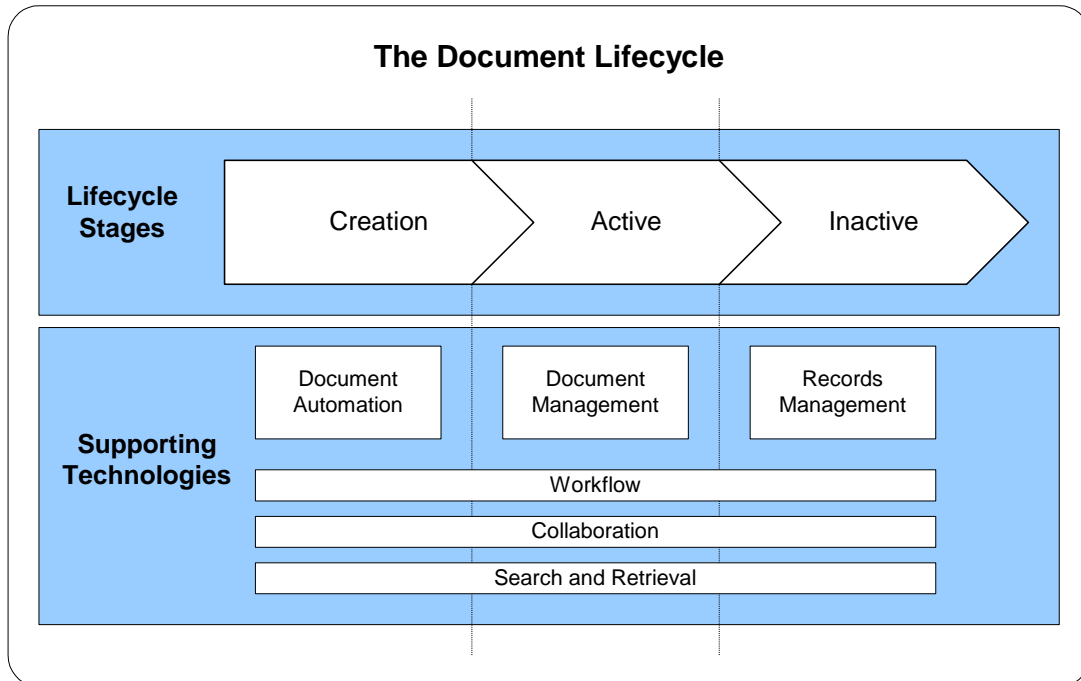 The Document Lifecycle
Lifecycle
Stages
Creation
Active
Inactive
Document
Automation
Document
Management
Records
Management
Supporting
Technologies
Workflow
Collaboration
Search and Retrieval